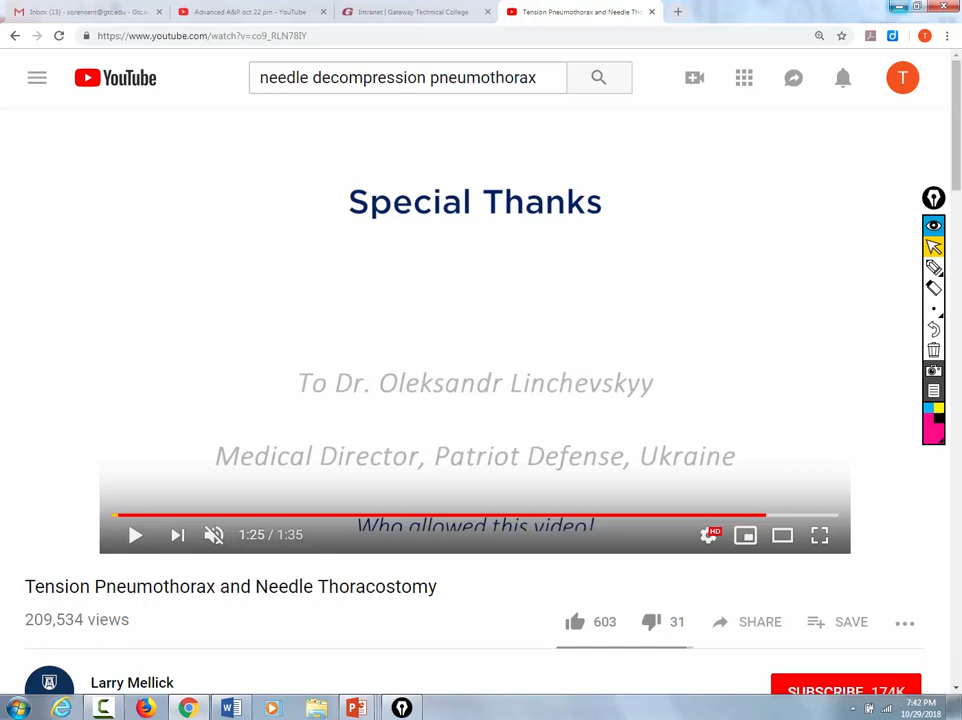 Inbox (13) - sorensent@gtc.edu - Gtc.e
Advanced A&P oct 22 pm - YouTube
Intranet | Gateway Technical College
Tension Pneumothorax and Needle Th
https://www.youtube.com/watch?v=co9_RLN78IY
T
YouTube
needle decompression pneumothorax
T
Special Thanks
To Dr. Oleksandr Linchevskyy
Medical Director, Patriot Defense, Ukraine
Who allowed this video!
1:25 / 1:35
HD
Tension Pneumothorax and Needle Thoracostomy
209,534 views
603
31
SHARE
SAVE
Larry Mellick
SUBSCRIBE 174K
7:42 PM
10/29/2018